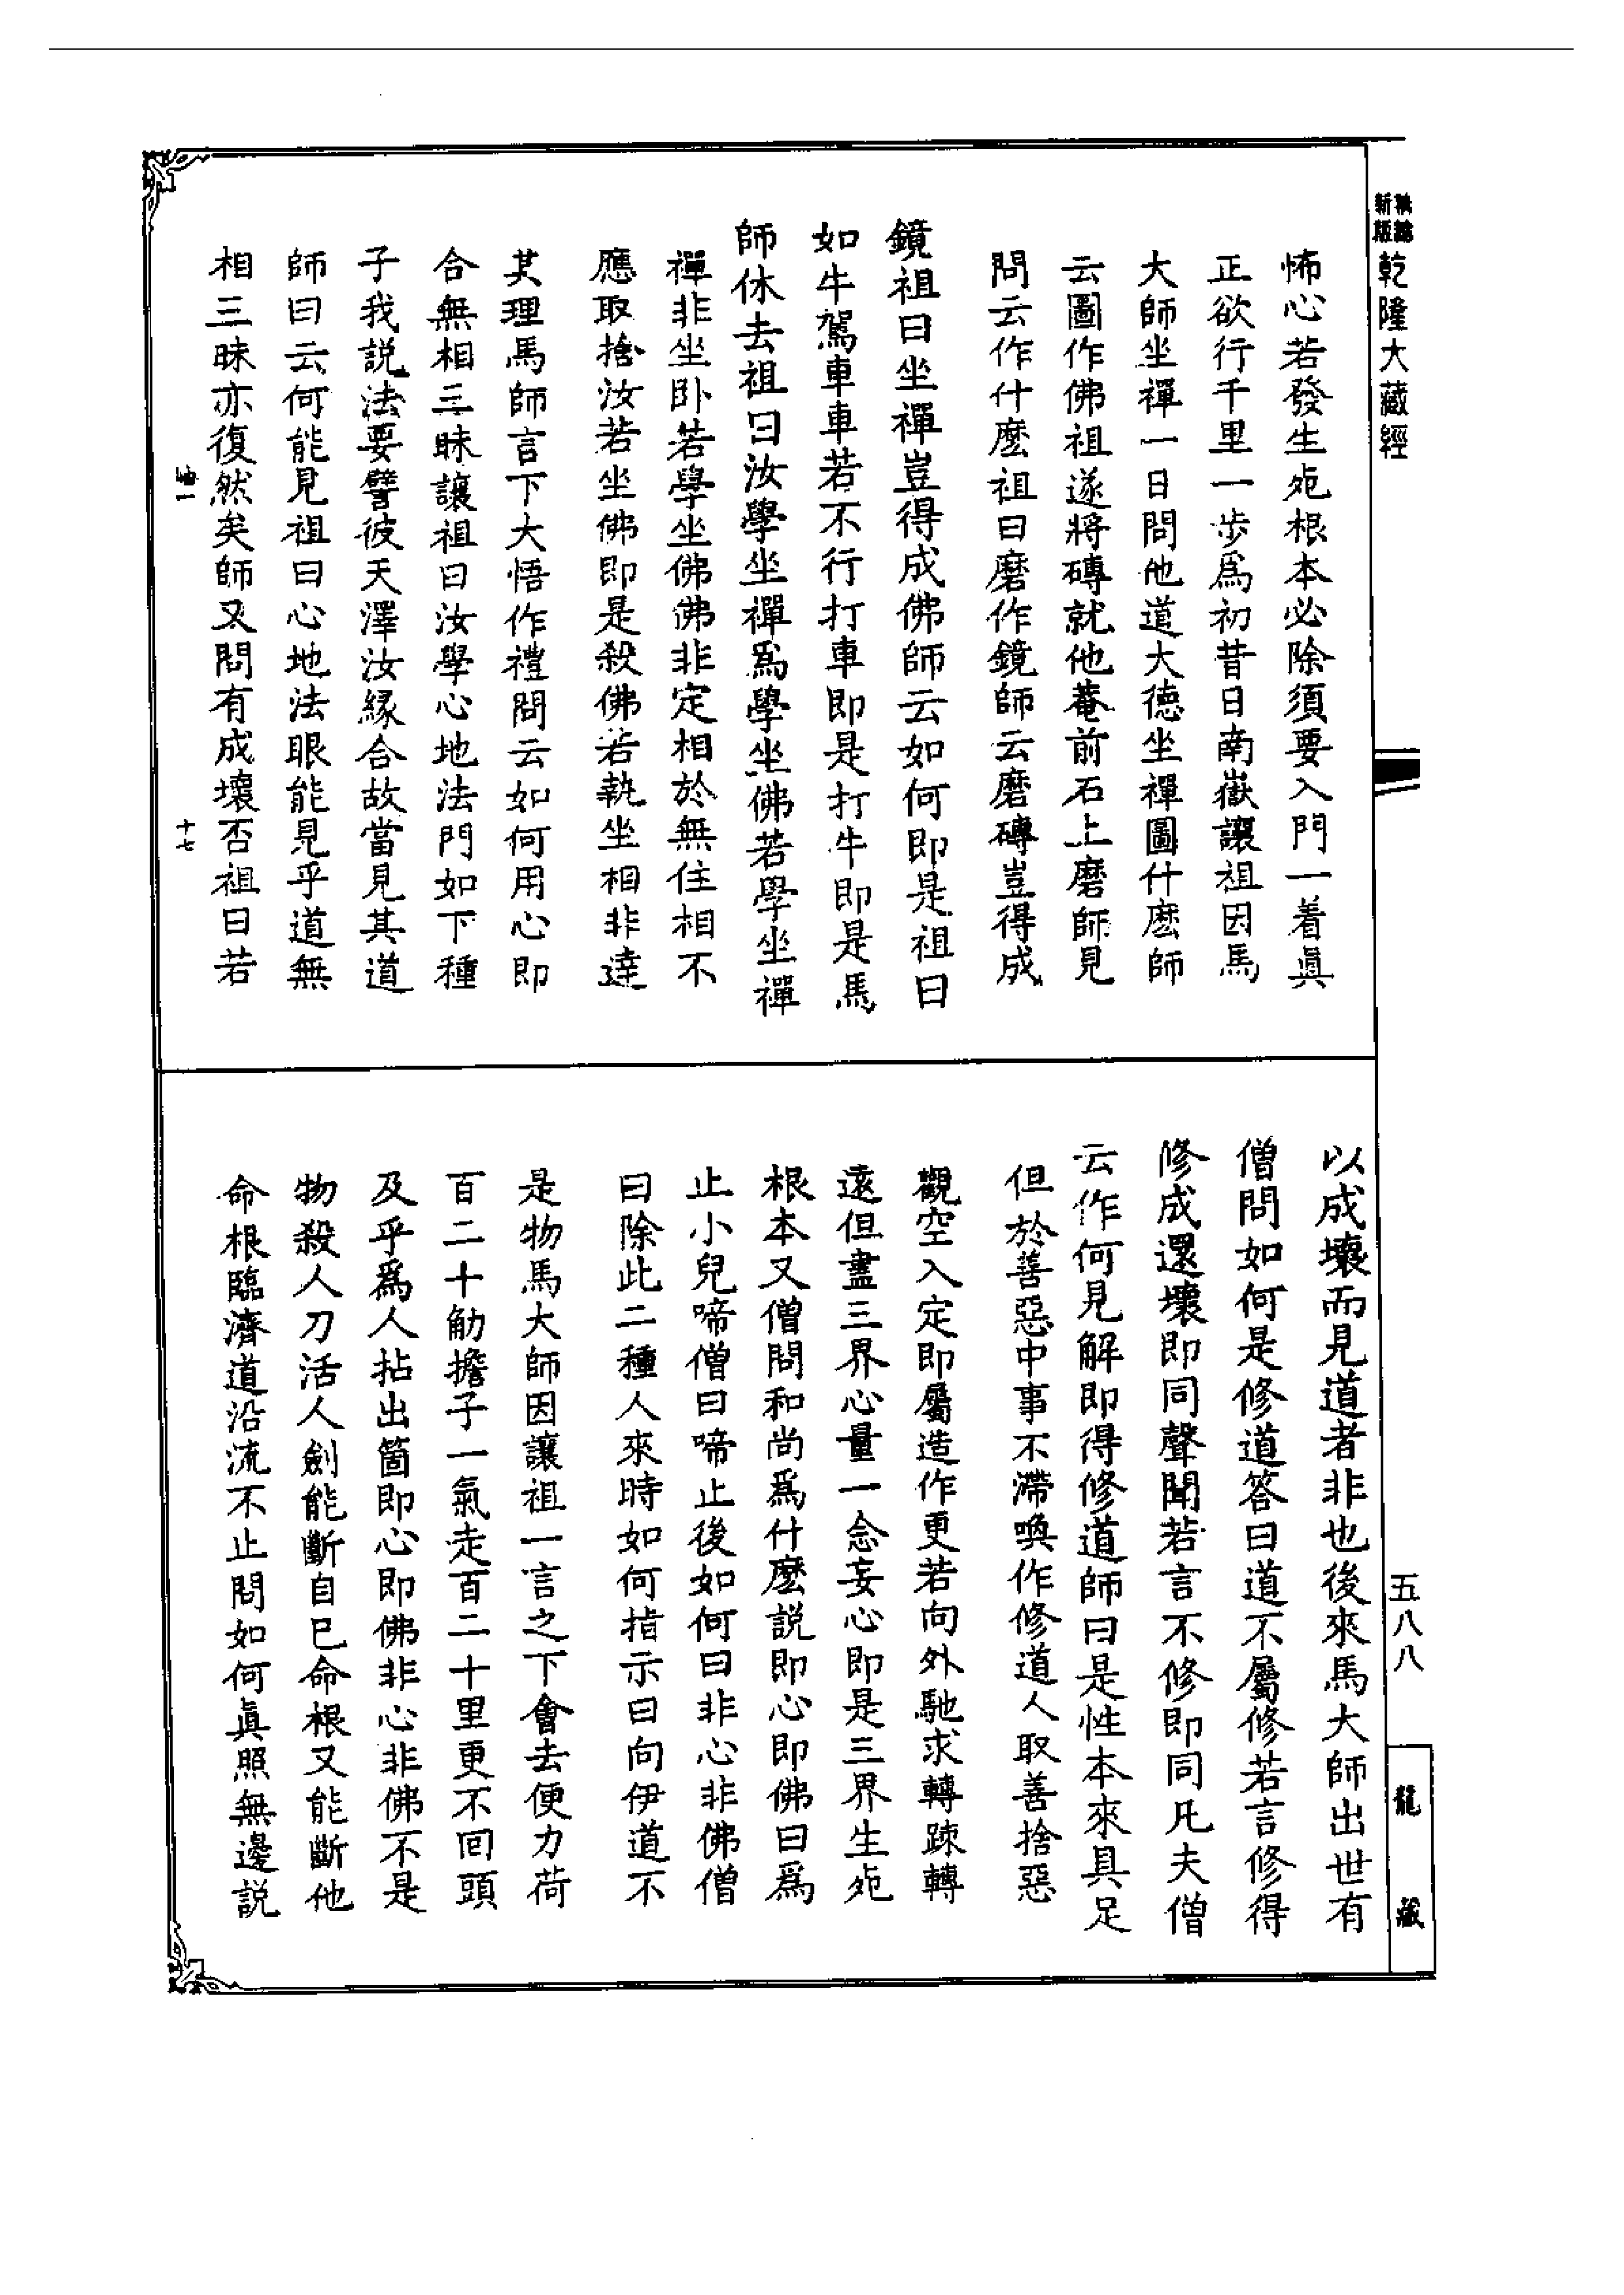 乾隆大藏經
怖心若發生死根本必除須要入門一着眞
正欲行千里一步爲初昔日南嶽讓祖因馬
大師坐禪一日問他道大德坐禪圖什麽師
云圖作佛祖遂將磚就他菴前石上磨師見
問云作什麽祖曰磨作鏡師云磨磚豈得成
鏡祖曰坐禪豈得成佛師云如何即是祖曰
如牛駕車車若不行打車即是打牛即是馬
師休去祖曰汝學坐禪爲學坐佛若學坐禪
禪非坐卧若學坐佛佛非定相於無住相不
應取捨汝若坐佛即是殺佛若執坐相非達
其理馬師言下大悟作禮問云如何用心即
合無相三昧讓祖曰汝學心地法門如下種
子我說法要譬彼天澤汝緣合故當見其道
師曰云何能見祖曰心地法眼能見乎道無
相三昧亦復然矣師又問有成壞否祖曰若
十七
以成壞而見道者非也後來馬大師出世有
僧問如何是修道答曰道不屬修若言修得
修成還壞即同聲聞若言不修即同凡夫僧
云作何見解即得修道師曰是性本來具足
但於善惡中事不滯喚作修道人取善捨惡
觀空入定即屬造作更若向外馳求轉踈轉
遠但盡三界心量一念妄心即是三界生死
根本又僧問和尚爲什麽說即心即佛曰爲
止小兒啼僧曰啼止後如何曰非心非佛僧
曰除此二種人來時如何指示曰向伊道不
是物馬大師因讓祖一言之下會去便力荷
百二十觔擔子一氣走百二十里更不回頭
及乎爲人拈出箇即心即佛非心非佛不是
物殺人刀活人劍能斷自已命根又能斷他
命根臨濟道沿流不止問如何眞照無邊說
五八八
龍藏